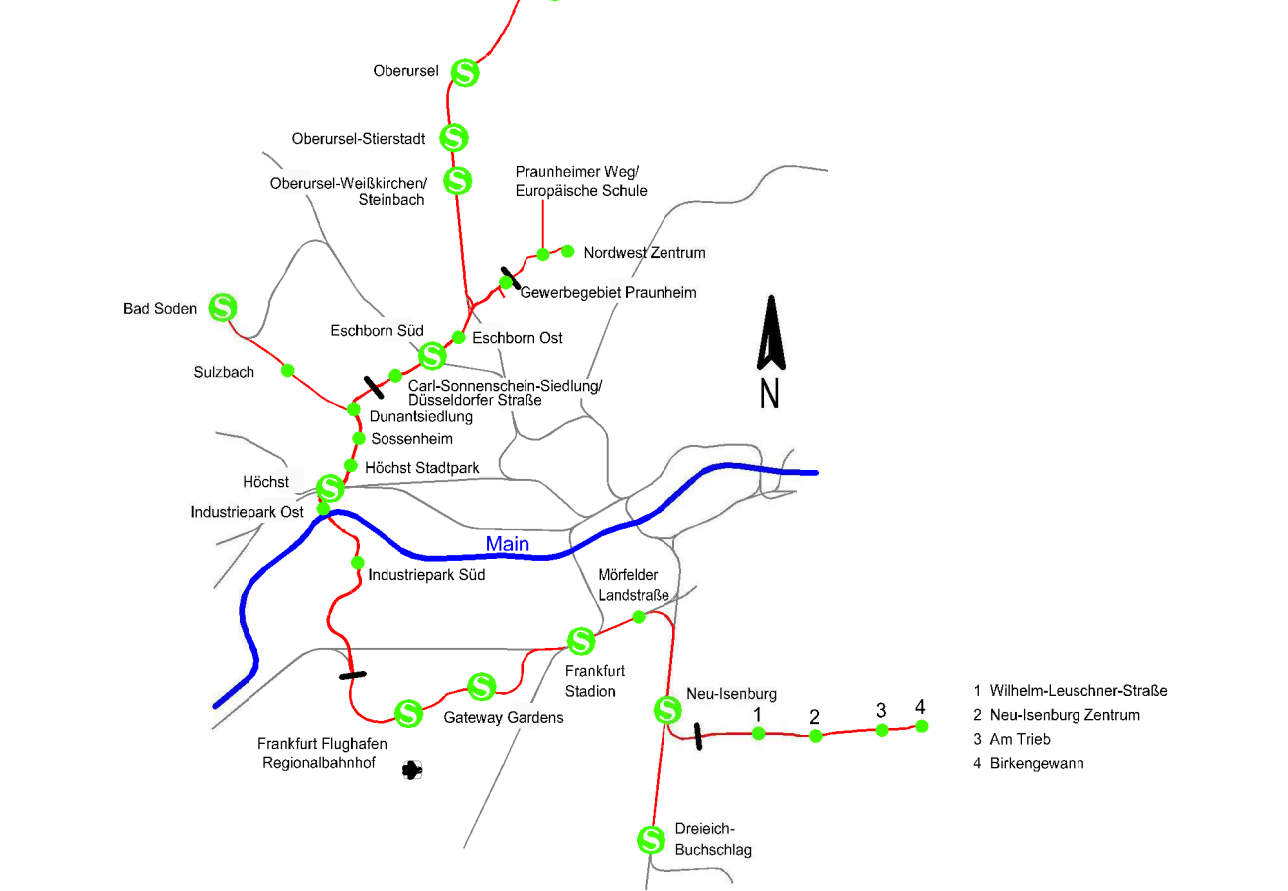 Oberursel
S
Oberursel-Stierstadt
S
Praunheimer Weg/
Europäische Schule
Oberursel-Weißkirchen/
Steinbach
S
Nordwest Zentrum
Gewerbegebiet Praunheim
Bad Soden
S
Eschborn Süd
S
Eschborn Ost
Sulzbach
Carl-Sonnenschein-Siedlung/
Düsseldorfer Straße
Dunantsiedlung
Sossenheim
N
Höchst Stadtpark
Höchst
S
Industriepark Ost
Main
Industriepark Süd
Mörfelder
Landstraße
S
Frankfurt
Stadion
S
Gateway Gardens
S
Frankfurt Flughafen
Regionalbahnhof
Neu-Isenburg
S
1
2
3
4
1 Wilhelm-Leuschner-Straße
2 Neu-Isenburg Zentrum
3 Am Trieb
4 Birkengewann
S
Dreieich-
Buchschlag